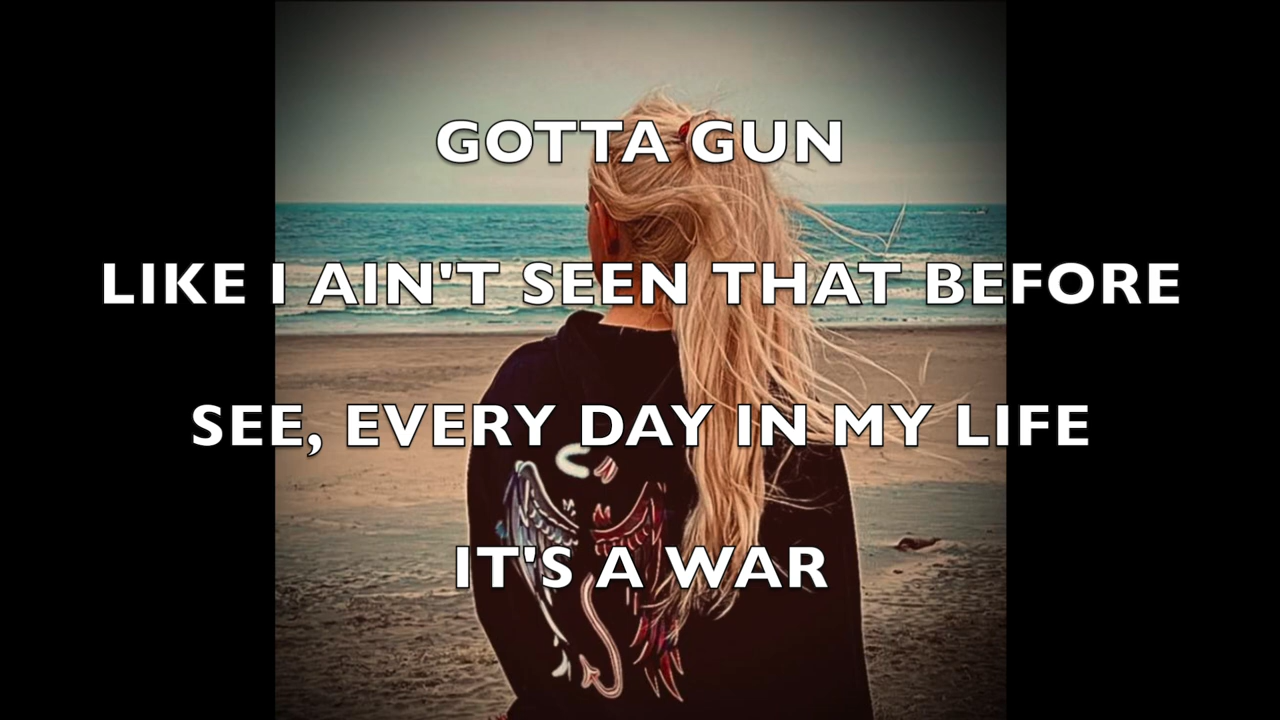 GOTTA GUN
LIKE I AIN'T SEEN THAT BEFORE
SEE, EVERY DAY IN MY LIFE
IT'S A WAR